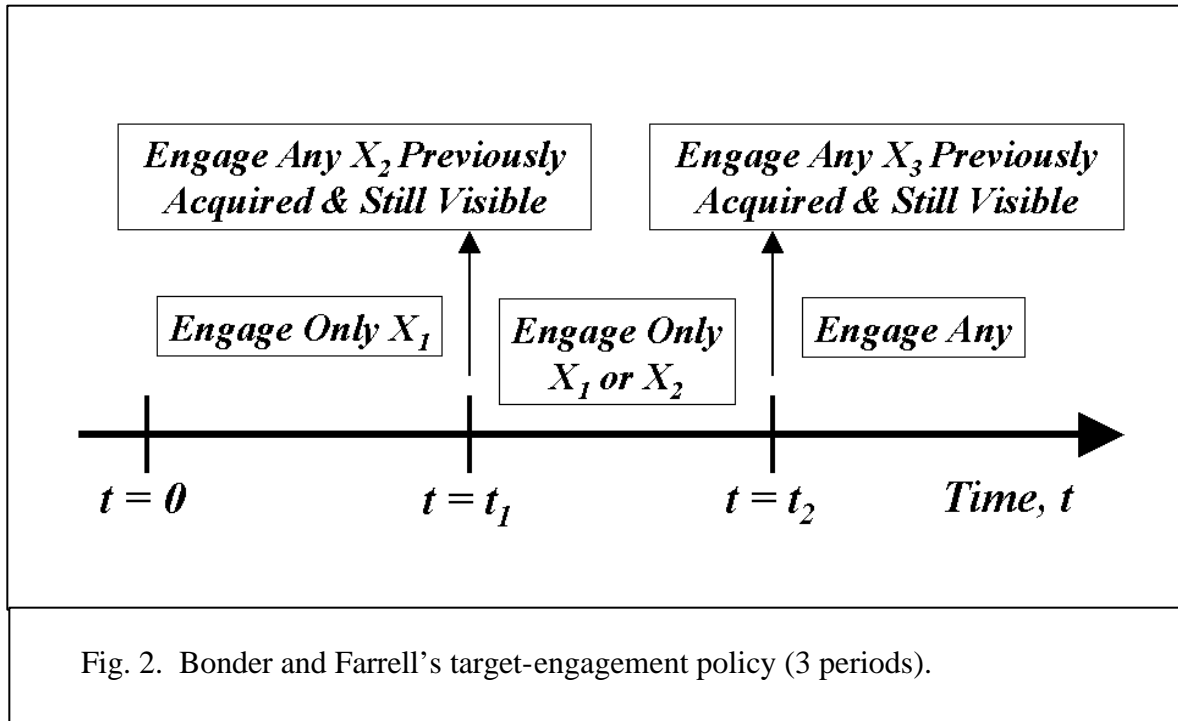 Engage Any X2 Previously
Acquired & Still Visible
Engage Any X3 Previously
Acquired & Still Visible
Engage Only X1
Engage Only
X1 or X2
Engage Any
t = 0
t = t1
t = t2
Time, t
Fig. 2. Bonder and Farrell's target-engagement policy (3 periods).